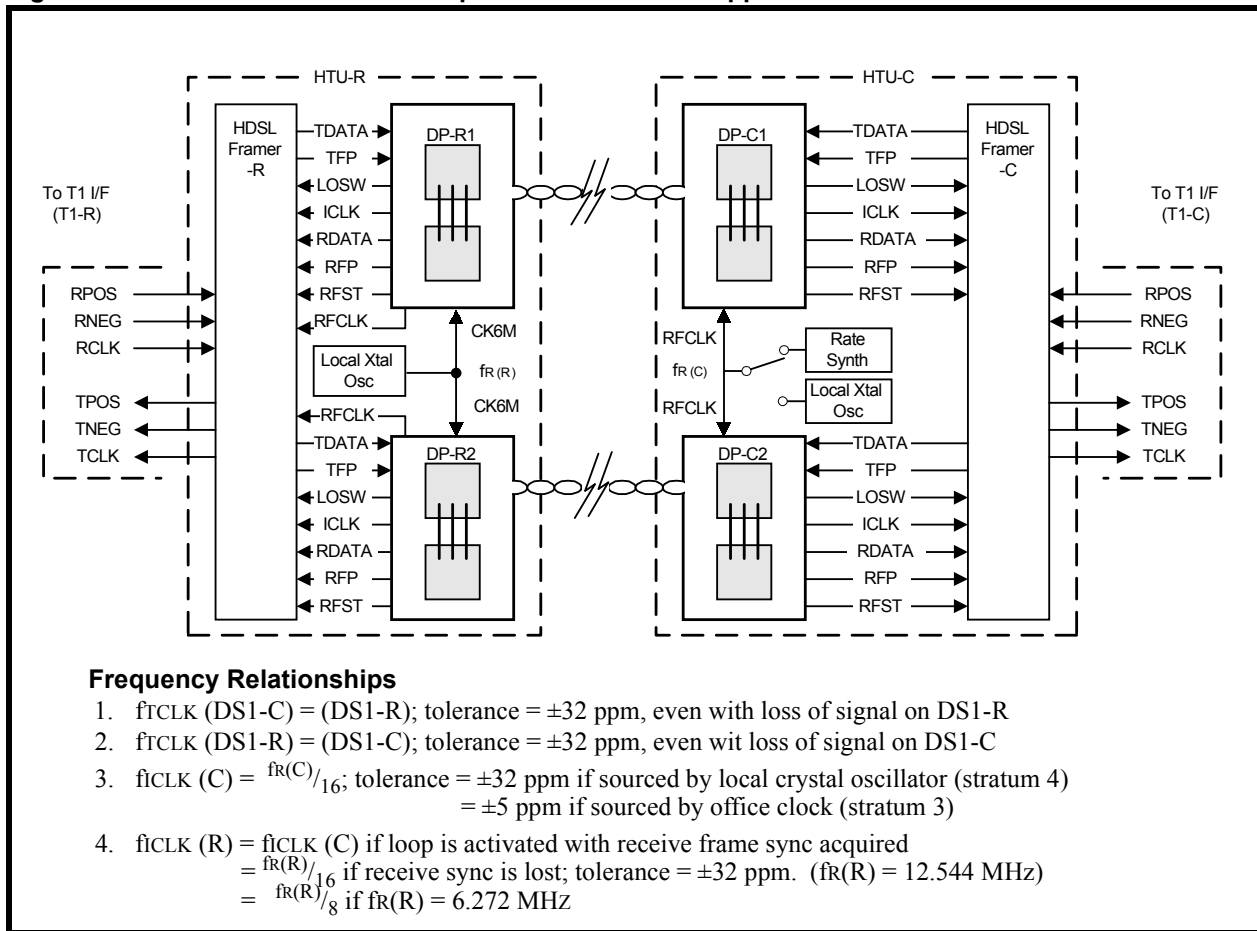 HTU-R
HTU-C
HDSL
Framer
-R
TDATA
TFP
LOSW
ICLK
RDATA
RFP
RFST
RFCLK
DP-R1
DP-C1
TDATA
TFP
LOSW
ICLK
RDATA
RFP
RFST
HDSL
Framer
-C
To T1 I/F
(T1-R)
To T1 I/F
(T1-C)
RPOS
RNEG
RCLK
TPOS
TNEG
TCLK
Local Xtal
Osc
CK6M
fR (R)
CK6M
RFCLK
fR (C)
RFCLK
Rate
Synth
Local Xtal
Osc
RPOS
RNEG
RCLK
TPOS
TNEG
TCLK
RFCLK
TDATA
TFP
LOSW
ICLK
RDATA
RFP
RFST
DP-R2
DP-C2
TDATA
TFP
LOSW
ICLK
RDATA
RFP
RFST
Frequency Relationships
1. fTCLK (DS1-C) = (DS1-R); tolerance = ±32 ppm, even with loss of signal on DS1-R
2. fTCLK (DS1-R) = (DS1-C); tolerance = ±32 ppm, even wit loss of signal on DS1-C
3. fICLK (C) = fR(C)/16; tolerance = ±32 ppm if sourced by local crystal oscillator (stratum 4)
= ±5 ppm if sourced by office clock (stratum 3)
4. fICLK (R) = fICLK (C) if loop is activated with receive frame sync acquired
= fR(R)/16 if receive sync is lost; tolerance = ±32 ppm. (fR(R) = 12.544 MHz)
= fR(R)/8 if fR(R) = 6.272 MHz